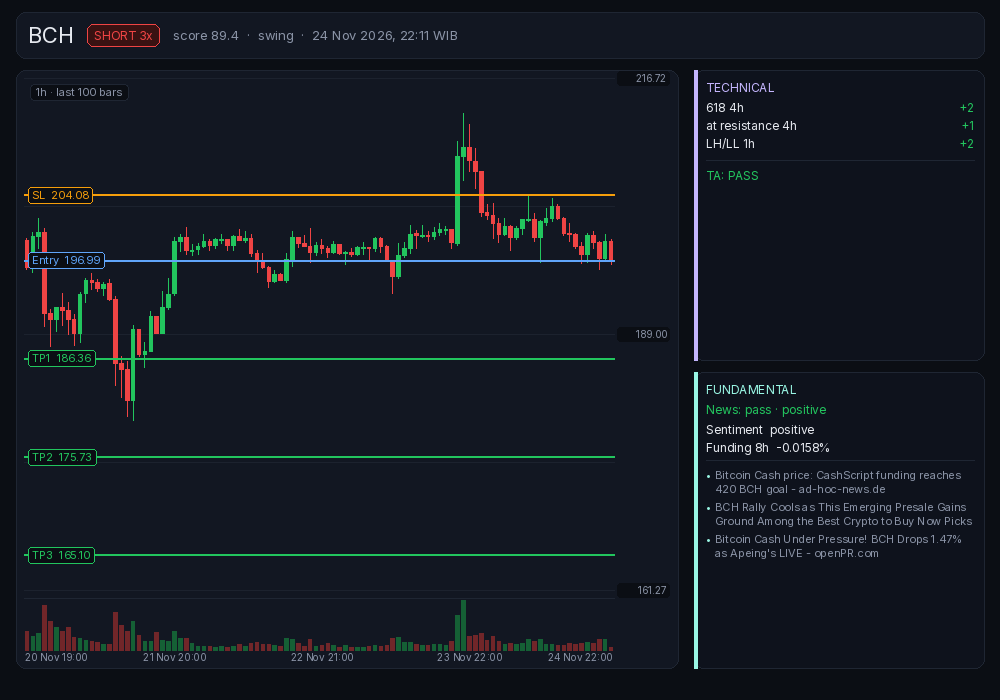 BCH SHORT 3x score 89.4 · swing · 24 Nov 2026, 22:11 WIB
1h · last 100 bars
216.72
SL 204.08
Entry 196.99
189.00
TP1 186.36
TP2 175.73
TP3 165.10
161.27
20 Nov 19:00 21 Nov 20:00 22 Nov 21:00 23 Nov 22:00 24 Nov 22:00
TECHNICAL
618 4h +2
at resistance 4h +1
LH/LL 1h +2
TA: PASS
FUNDAMENTAL
News: pass · positive
Sentiment positive
Funding 8h -0.0158%
• Bitcoin Cash price: CashScript funding reaches
420 BCH goal - ad-hoc-news.de
• BCH Rally Cools as This Emerging Presale Gains
Ground Among the Best Crypto to Buy Now Picks
• Bitcoin Cash Under Pressure! BCH Drops 1.47%
as Apeing's LIVE - openPR.com